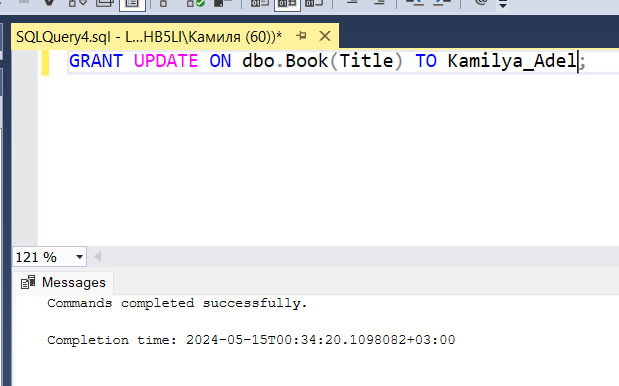 SQLQuery4.sql - L...HB5LI\Камиля (60))*
GRANT UPDATE ON dbo.Book(Title) TO Kamilya_Adel;
121 %
Messages
Commands completed successfully.
Completion time: 2024-05-15T00:34:20.1098082+03:00